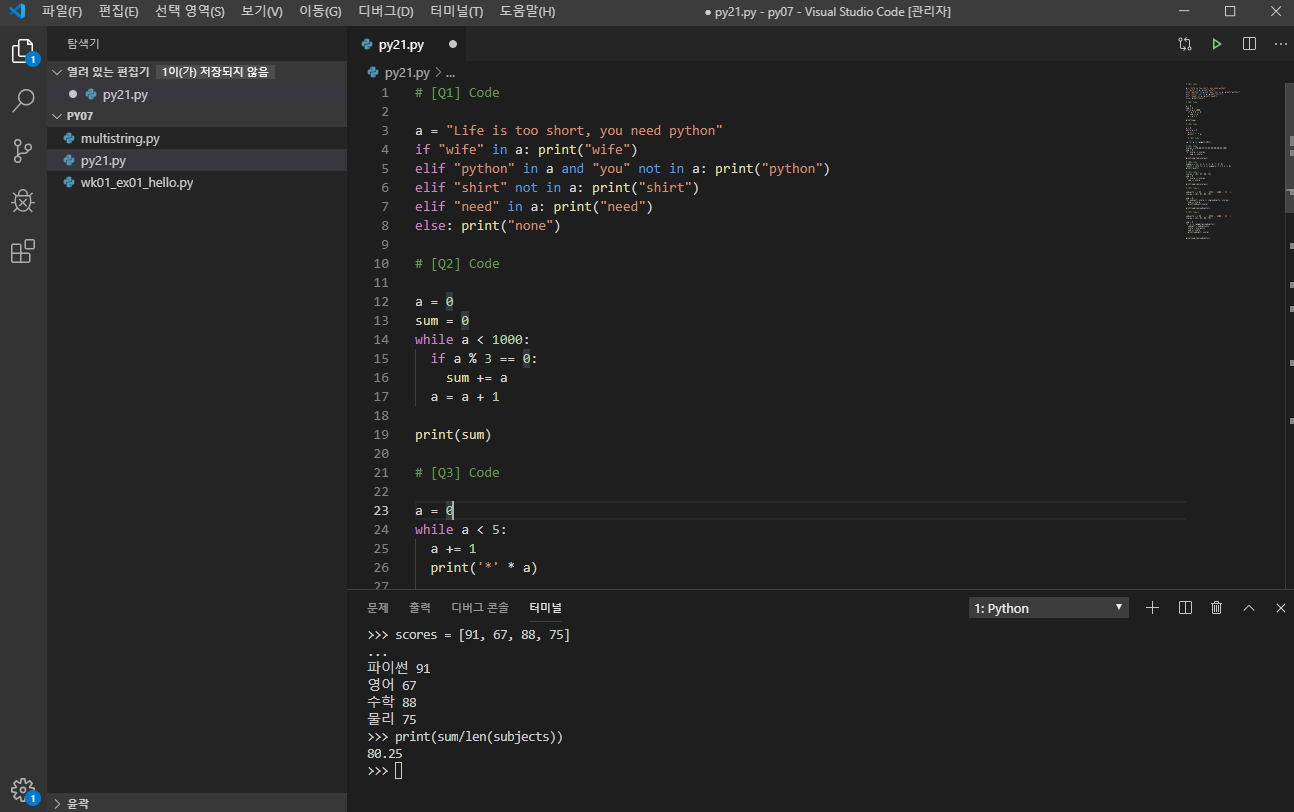 파일(F) 편집(E) 선택 영역(S) 보기(V) 이동(G) 디버그(D) 터미널(T) 도움말(H) ● py21.py - py07 - Visual Studio Code [관리자]
탐색기
열려 있는 편집기 1이(가) 저장되지 않음
py21.py
PY07
multistring.py
py21.py
wk01_ex01_hello.py
윤곽
1
1
py21.py
py21.py > ...
1 # [Q1] Code
2
3 a = "Life is too short, you need python"
4 if "wife" in a: print("wife")
5 elif "python" in a and "you" not in a: print("python")
6 elif "shirt" not in a: print("shirt")
7 elif "need" in a: print("need")
8 else: print("none")
9
10 # [Q2] Code
11
12 a = 0
13 sum = 0
14 while a < 1000:
15 if a % 3 == 0:
16 sum += a
17 a = a + 1
18
19 print(sum)
20
21 # [Q3] Code
22
23 a = 0
24 while a < 5:
25 a += 1
26 print('*' * a)
27
문제 출력 디버그 콘솔 터미널 1: Python
>>> scores = [91, 67, 88, 75]
...
파이썬 91
영어 67
수학 88
물리 75
>>> print(sum/len(subjects))
80.25
>>>